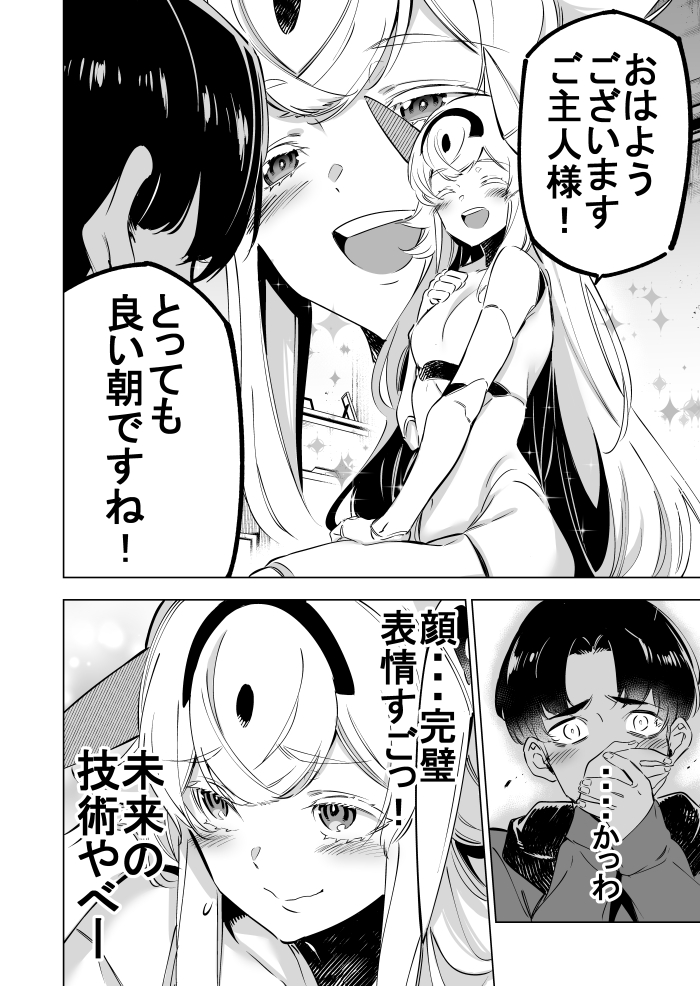 おはよう
ございます
ご主人様！
とっても
良い朝ですね！
・・・・かっわ
顔・・・完璧
表情すごっ！
未来の
技術やべー